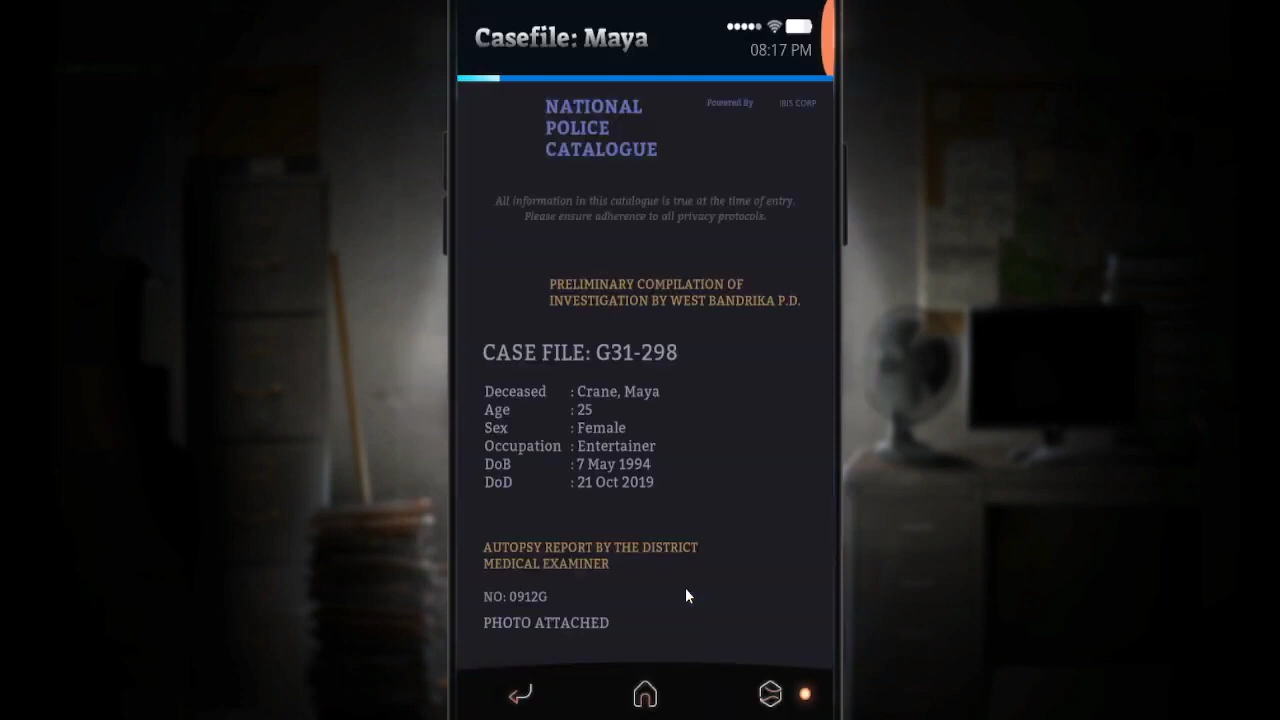 Casefile: Maya
08:17 PM
NATIONAL
POLICE
CATALOGUE
Powered By IBIS CORP
All information in this catalogue is true at the time of entry.
Please ensure adherence to all privacy protocols.
PRELIMINARY COMPILATION OF
INVESTIGATION BY WEST BANDRIKA P.D.
CASE FILE: G31-298
Deceased : Crane, Maya
Age : 25
Sex : Female
Occupation : Entertainer
DoB : 7 May 1994
DoD : 21 Oct 2019
AUTOPSY REPORT BY THE DISTRICT
MEDICAL EXAMINER
NO: 0912G
PHOTO ATTACHED